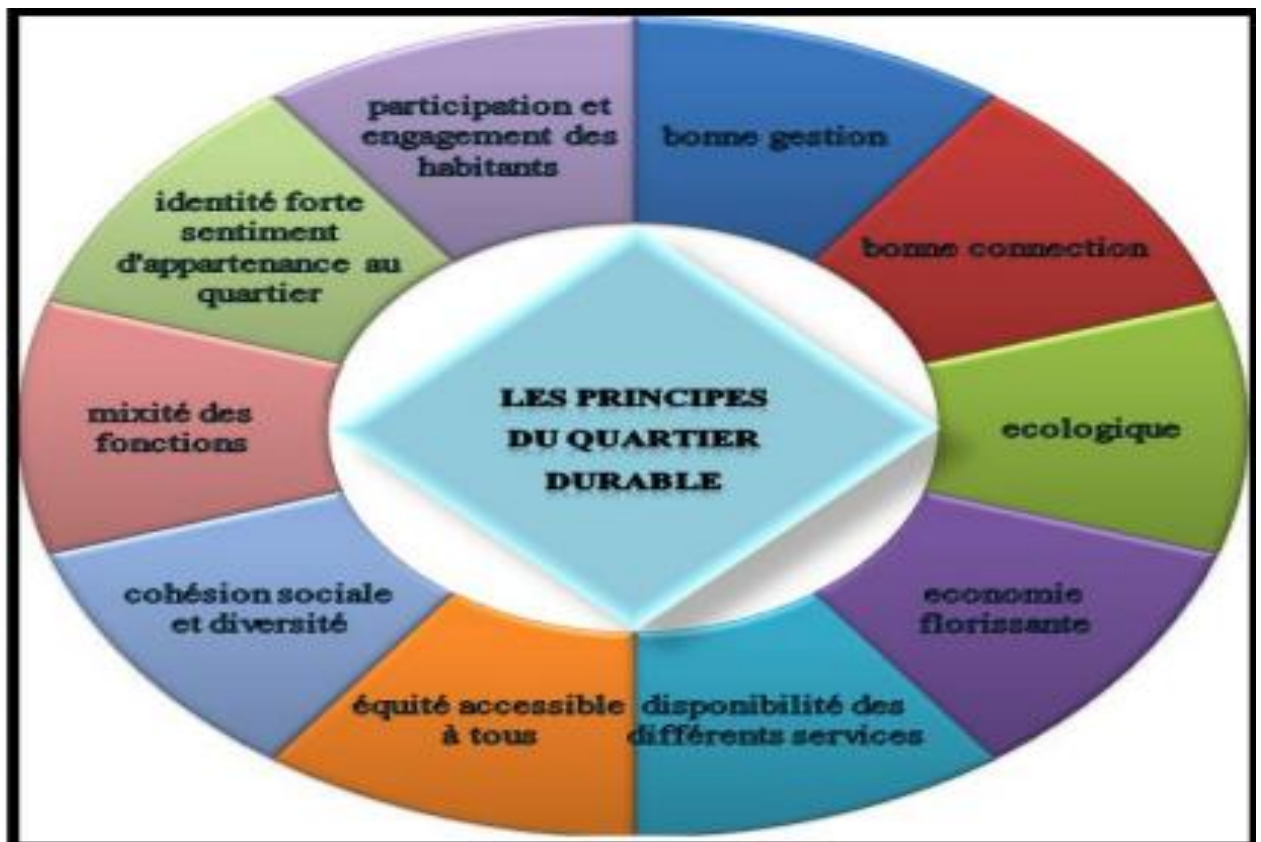 LES PRINCIPES
DU QUARTIER
DURABLE
bonne gestion
bonne connection
ecologique
economie
florissante
disponibilité des
différents services
équité accessible
à tous
cohésion sociale
et diversité
mixité des
fonctions
identité forte
sentiment
d'appartenance au
quartier
participation et
engagement des
habitants